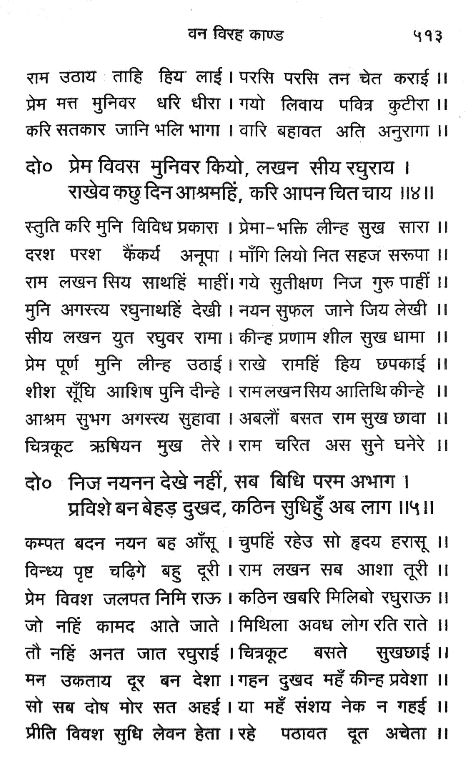 वन विरह काण्ड ५१३
राम उठाय ताहि हिय लाई । परसि परसि तन चेत कराई ॥
प्रेम मत्त मुनिवर धरि धीरा । गयो लिवाय पवित्र कुटीरा ॥
करि सतकार जानि भलि भागा । वारि बहावत अति अनुरागा ॥
दो० प्रेम विवस मुनिवर कियो, लखन सीय रघुराय ।
राखेव कछु दिन आश्रमहिं, करि आपन चित चाय ॥४॥
स्तुति करि मुनि विविध प्रकारा । प्रेमा-भक्ति लीन्ह सुख सारा ॥
दरश परश कैंकर्य अनूपा । माँगि लियो नित सहज सरूपा ॥
राम लखन सिय साथहिं माहीं । गये सुतीक्षण निज गुरु पाहीं ॥
मुनि अगस्त्य रघुनाथहिं देखी । नयन सुफल जाने जिय लेखी ॥
सीय लखन युत रघुवर रामा । कीन्ह प्रणाम शील सुख धामा ॥
प्रेम पूर्ण मुनि लीन्ह उठाई । राखे रामहिं हिय छपकाई ॥
शीश सूँघि आशिष पुनि दीन्हे । राम लखन सिय आतिथि कीन्हे ॥
आश्रम सुभग अगस्त्य सुहावा । अबलौं बसत राम सुख छावा ॥
चित्रकूट ऋषियन मुख तेरे । राम चरित अस सुने घनेरे ॥
दो० निज नयनन देखे नहीं, सब बिधि परम अभाग ।
प्रविशे बन बेहड़ दुखद, कठिन सुधिहुँ अब लाग ॥५॥
कम्पत बदन नयन बह आँसू । चुपहिं रहेउ सो हृदय हरासू ॥
विन्ध्य पृष्ट चढ़िगे बहु दूरी । राम लखन सब आशा तूरी ॥
प्रेम विवश जलपत निमि राऊ । कठिन खबरि मिलिबो रघुराऊ ॥
जो नहिं कामद आते जाते । मिथिला अवध लोग रति राते ॥
तौ नहिं अनत जात रघुराई । चित्रकूट बसते सुखछाई ॥
मन उकताय दूर बन देशा । गहन दुखद महँ कीन्ह प्रवेशा ॥
सो सब दोष मोर सत अहई । या महँ संशय नेक न गहई ॥
प्रीति विवश सुधि लेवन हेता । रहे पठावत दूत अचेता ॥